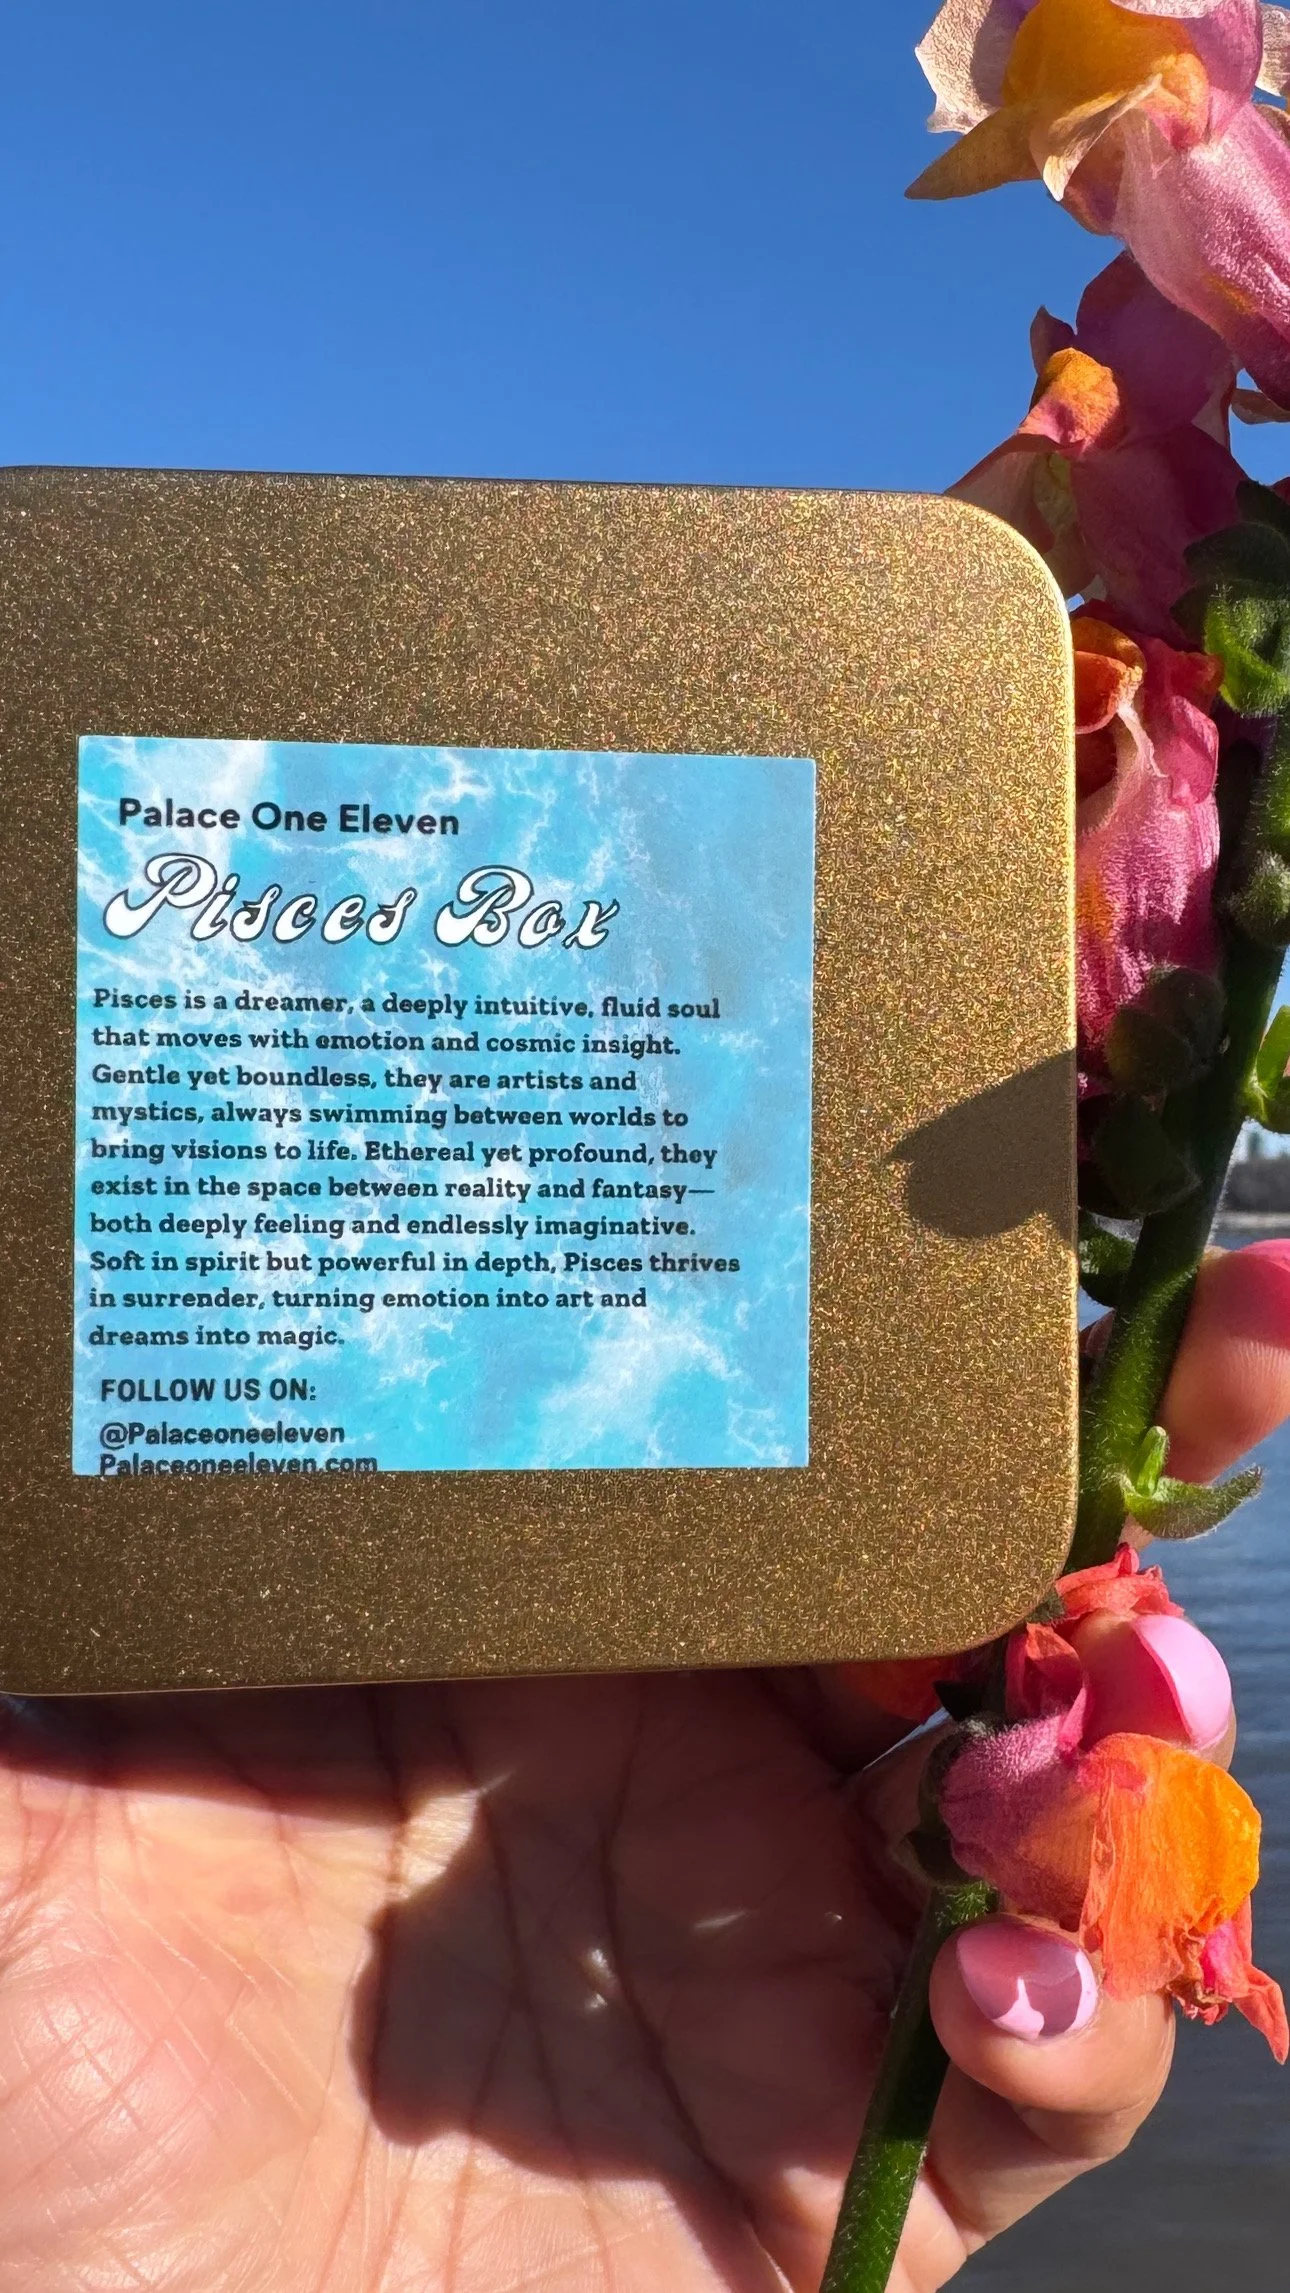 Palace One Eleven
Pisces Box
Pisces is a dreamer, a deeply intuitive, fluid soul
that moves with emotion and cosmic insight.
Gentle yet boundless, they are artists and
mystics, always swimming between worlds to
bring visions to life. Ethereal yet profound, they
exist in the space between reality and fantasy—
both deeply feeling and endlessly imaginative.
Soft in spirit but powerful in depth, Pisces thrives
in surrender, turning emotion into art and
dreams into magic.
FOLLOW US ON:
@Palaceoneeleven
Palaceoneeleven.com